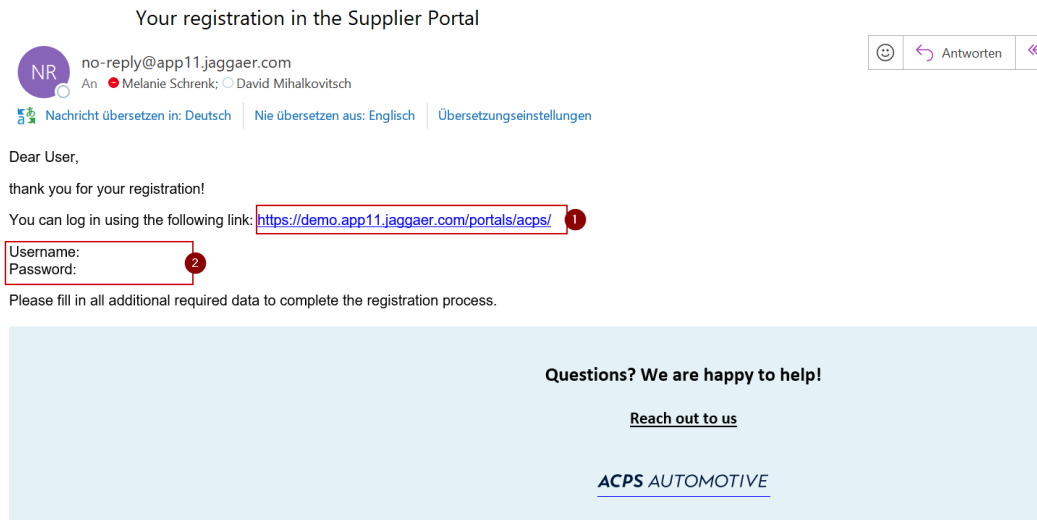 Your registration in the Supplier Portal
NR
no-reply@app11.jaggaer.com
An Melanie Schrenk; David Mihalkovitsch
Antworten
Nachricht übersetzen in: Deutsch Nie übersetzen aus: Englisch Übersetzungseinstellungen
Dear User,
thank you for your registration!
You can log in using the following link: https://demo.app11.jaggaer.com/portals/acps/ 1
Username:
Password:
2
Please fill in all additional required data to complete the registration process.
Questions? We are happy to help!
Reach out to us
ACPS AUTOMOTIVE